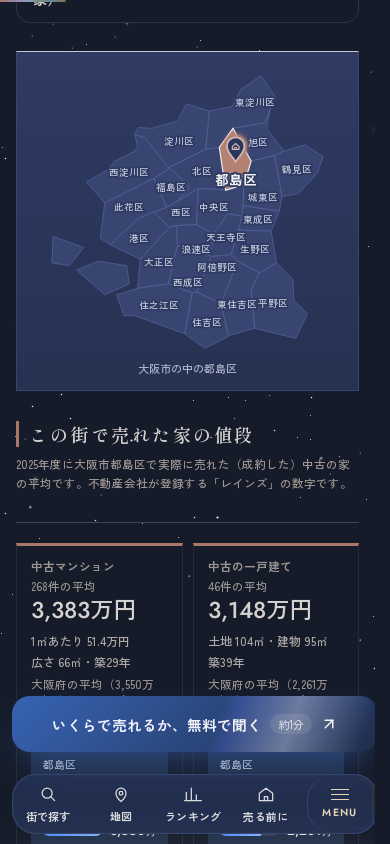 東淀川区
淀川区
旭区
鶴見区
西淀川区
北区
都島区
福島区
城東区
此花区
西区
中央区
東成区
港区
天王寺区
浪速区
生野区
大正区
阿倍野区
西成区
住之江区
東住吉区
平野区
住吉区
大阪市の中の都島区
この街で売れた家の値段
2025年度に大阪市都島区で実際に売れた（成約した）中古の家
の平均です。不動産会社が登録する「レインズ」の数字です。
中古マンション
268件の平均
3,383万円
1㎡あたり 51.4万円
広さ 66㎡・築29年
大阪府の平均（3,550万
中古の一戸建て
46件の平均
3,148万円
土地 104㎡・建物 95㎡
築39年
大阪府の平均（2,261万
いくらで売れるか、無料で聞く 約1分
都島区
都島区
街で探す
地図
ランキング
売る前に
MENU